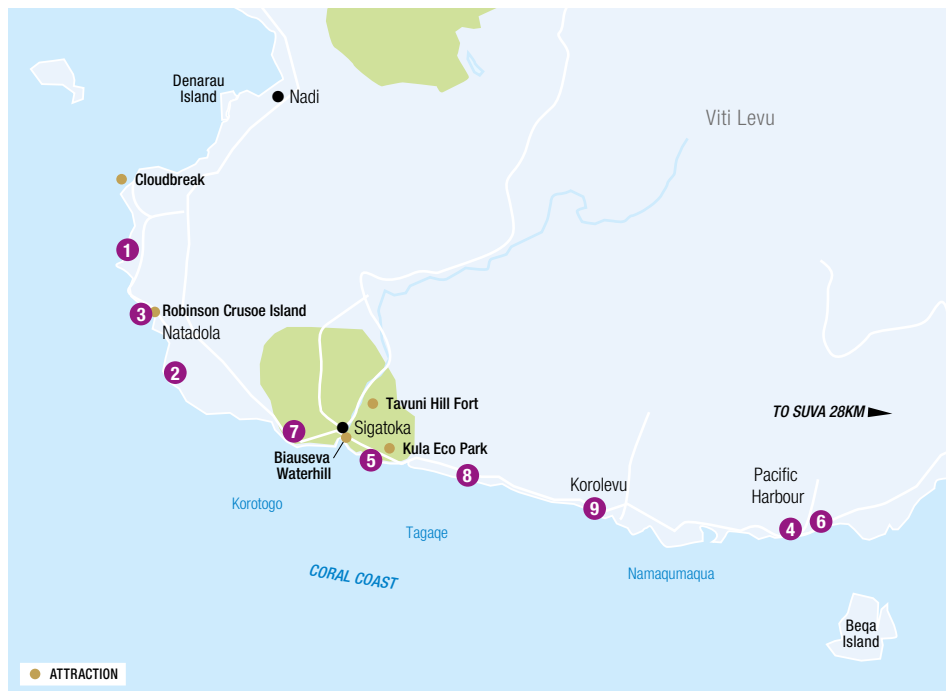 Denarau
Island
Nadi
Viti Levu
Cloudbreak
1
3
Robinson Crusoe Island
Natadola
2
Tavuni Hill Fort
TO SUVA 28KM
7
Sigatoka
Biauseva
Waterhill
Kula Eco Park
5
8
Pacific
Harbour
Korolevu
9
4
6
Korotogo
Tagaqe
CORAL COAST
Namaqumaqua
Beqa
Island
ATTRACTION